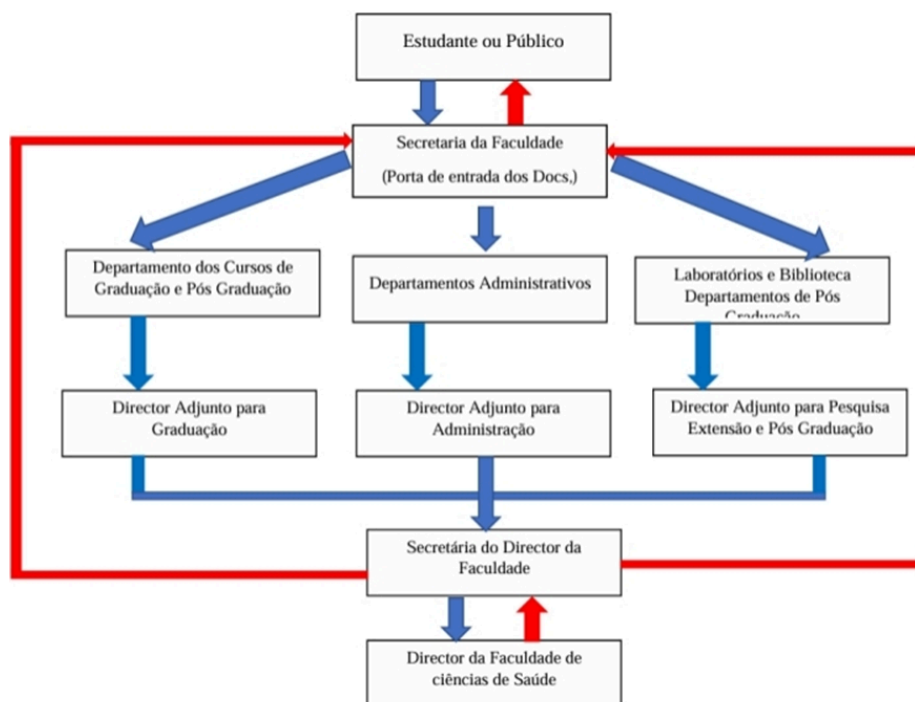 Estudante ou Público
Secretaria da Faculdade
(Porta de entrada dos Docs,)
Departamento dos Cursos de
Graduação e Pós Graduação
Departamentos Administrativos
Laboratórios e Biblioteca
Departamentos de Pós
Graduação
Director Adjunto para
Graduação
Director Adjunto para
Administração
Director Adjunto para Pesquisa
Extensão e Pós Graduação
Secretária do Director da
Faculdade
Director da Faculdade de
ciências de Saúde